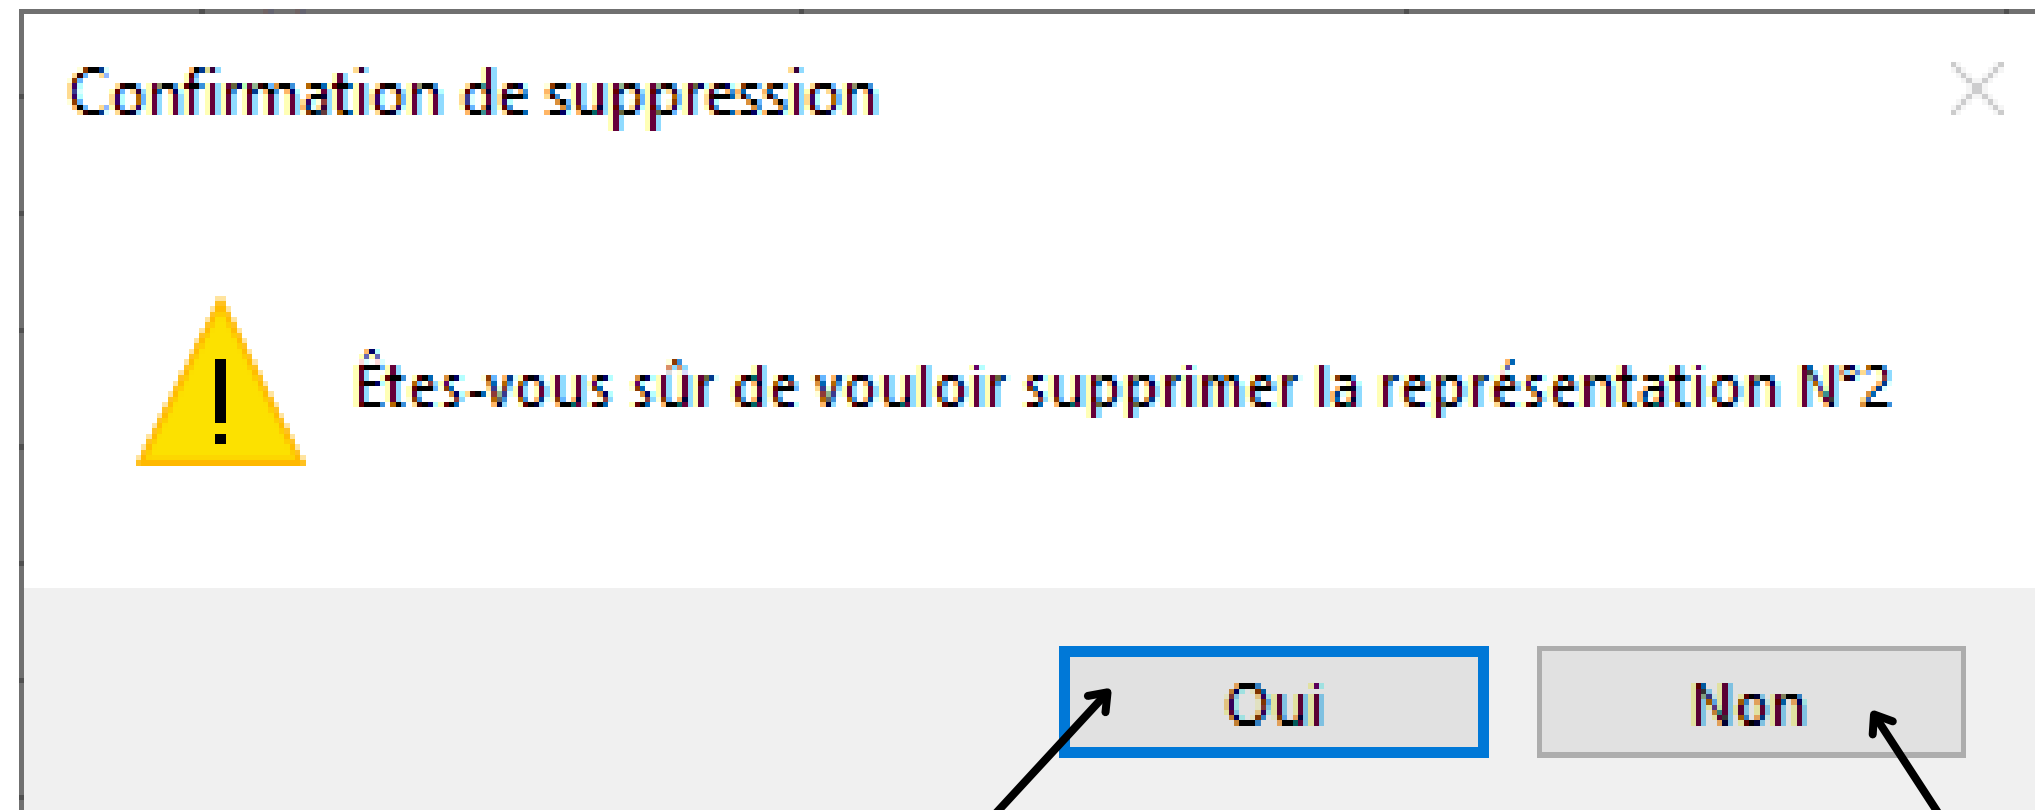 Confirmation de suppression
Êtes-vous sûr de vouloir supprimer la représentation N°2
Oui
Non